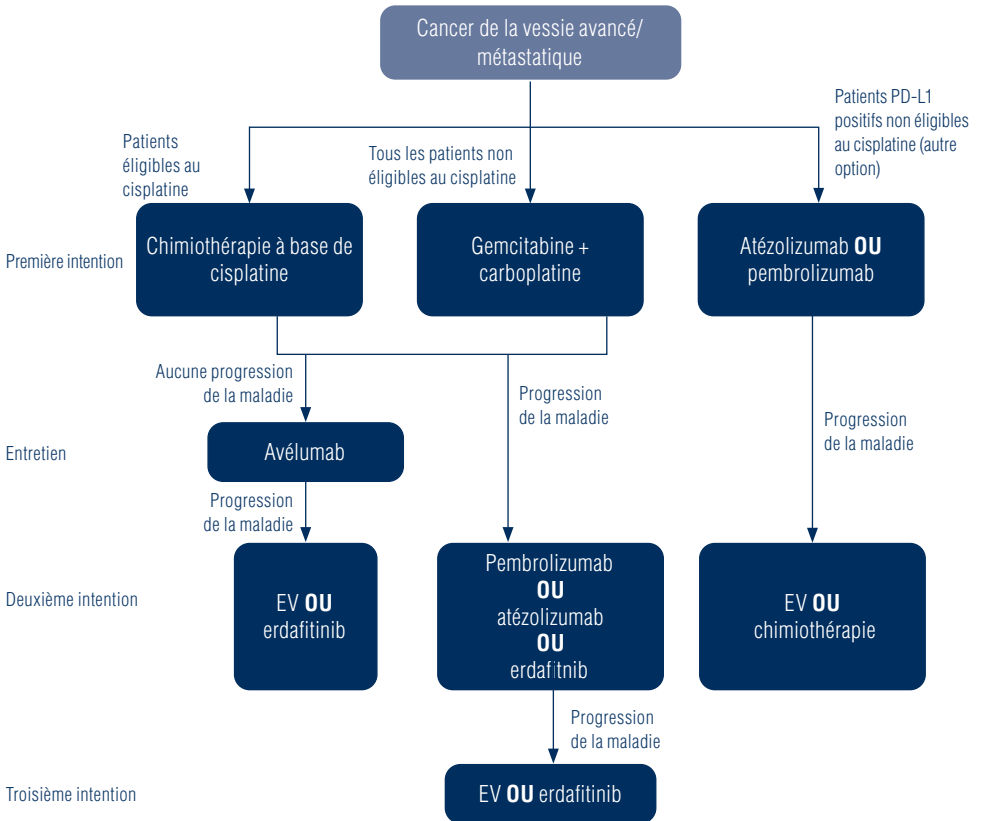 Cancer de la vessie avancé/
métastatique
Patients
éligibles au
cisplatine
Tous les patients non
éligibles au cisplatine
Patients PD-L1
positifs non éligibles
au cisplatine (autre
option)
Première intention
Chimiothérapie à base de
cisplatine
Gemcitabine +
carboplatine
Atézolizumab OU
pembrolizumab
Aucune progression
de la maladie
Progression
de la maladie
Progression
de la maladie
Entretien
Avélumab
Progression
de la maladie
Deuxième intention
EV OU
erdafitinib
Pembrolizumab
OU
atézolizumab
OU
erdafitnib
EV OU
chimiothérapie
Progression
de la maladie
Troisième intention
EV OU erdafitinib